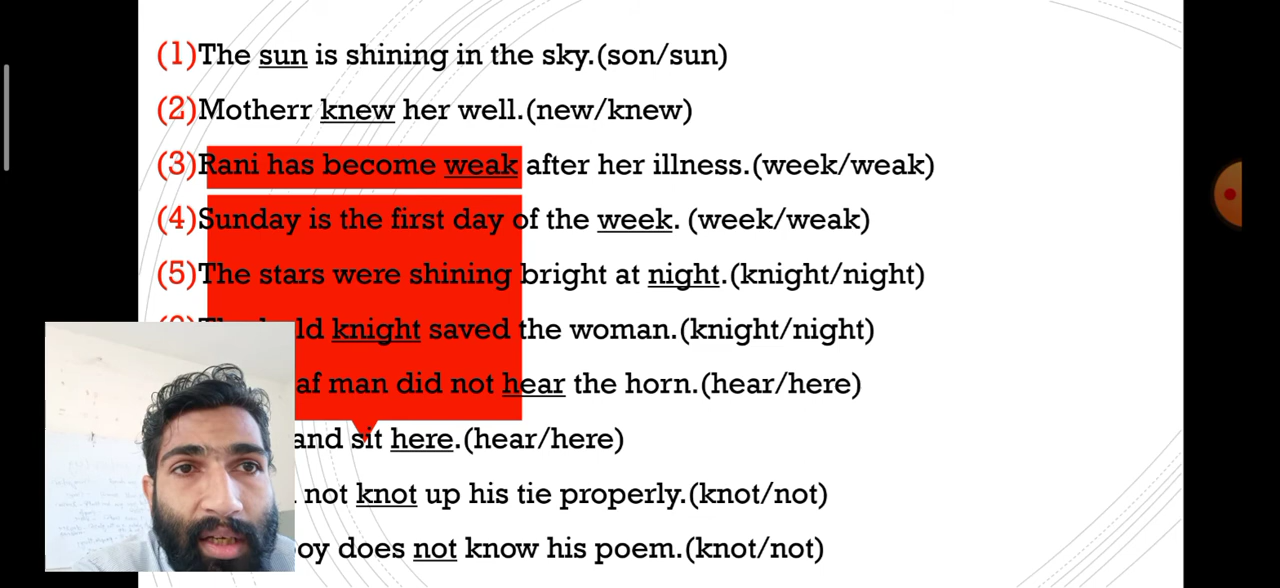 (1)The sun is shining in the sky.(son/sun)
(2)Motherr knew her well.(new/knew)
(3)Rani has become weak after her illness.(week/weak)
(4)Sunday is the first day of the week. (week/weak)
(5)The stars were shining bright at night.(knight/night)
knight saved the woman.(knight/night)
man did not hear the horn.(hear/here)
and sit here.(hear/here)
not knot up his tie properly.(knot/not)
does not know his poem.(knot/not)